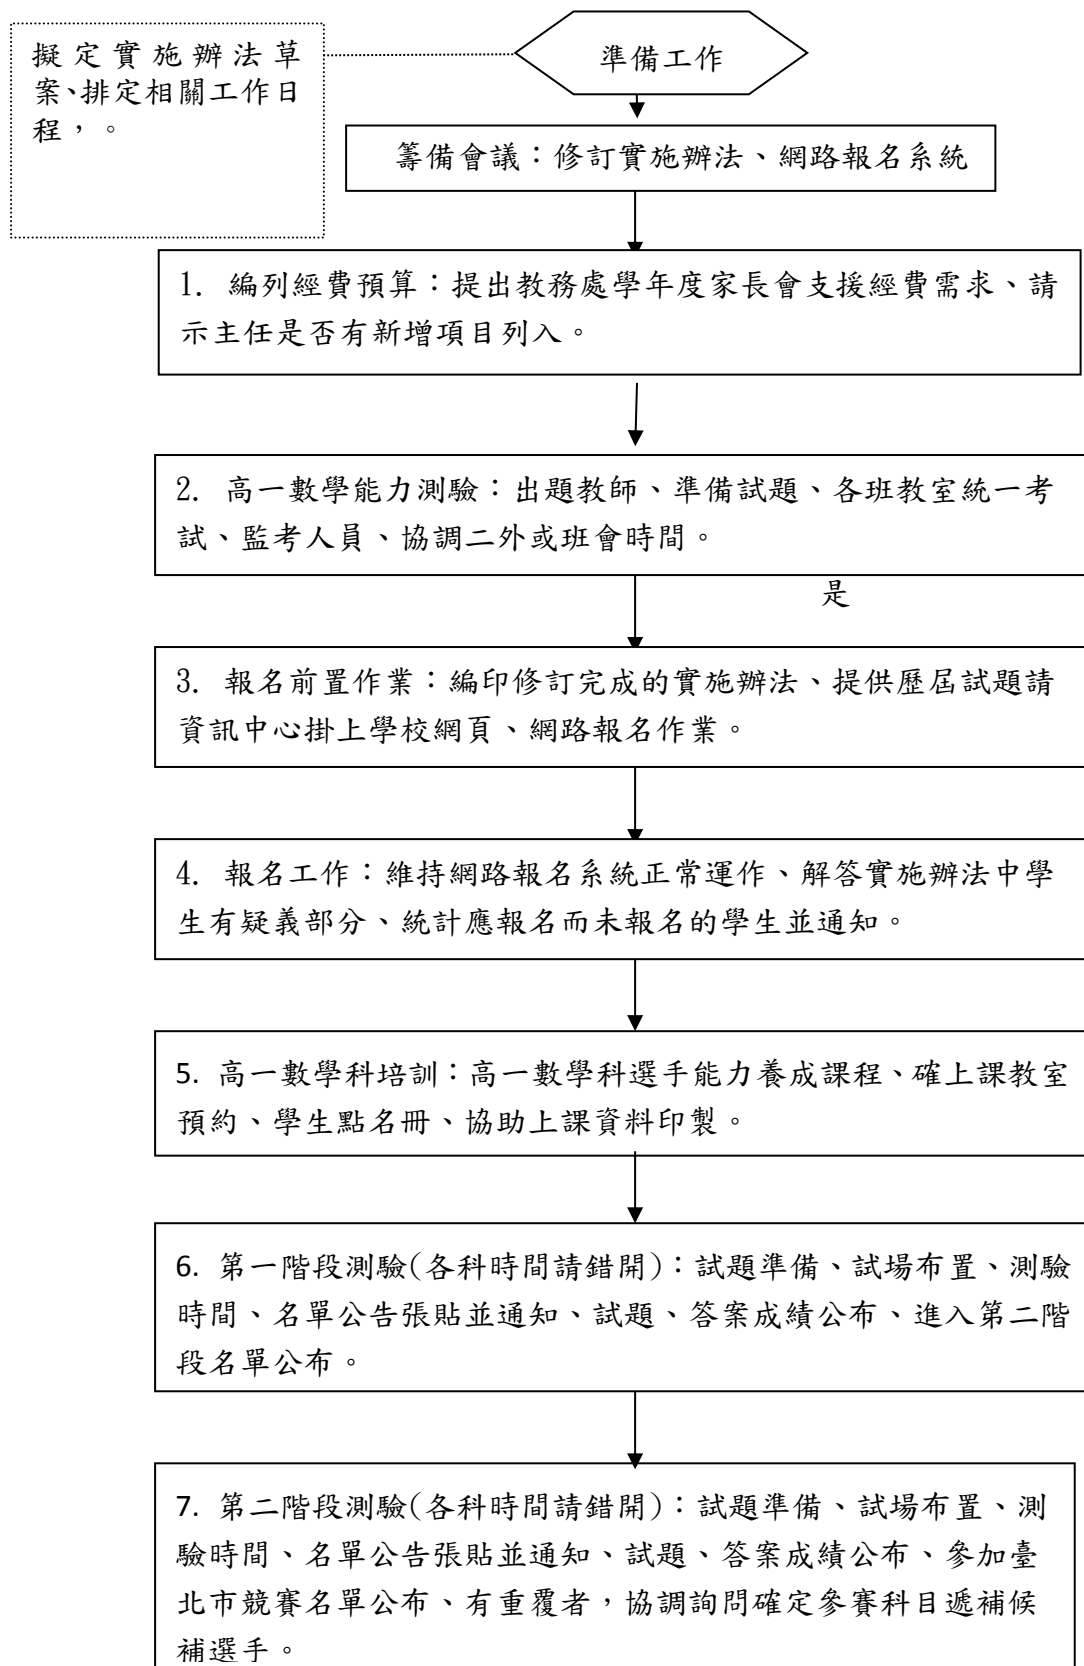 擬定實施辦法草
案、排定相關工作日
程，。
準備工作
籌備會議：修訂實施辦法、網路報名系統
1. 編列經費預算：提出教務處學年度家長會支援經費需求、請
示主任是否有新增項目列入。
2. 高一數學能力測驗：出題教師、準備試題、各班教室統一考
試、監考人員、協調二外或班會時間。
是
3. 報名前置作業：編印修訂完成的實施辦法、提供歷屆試題請
資訊中心掛上學校網頁、網路報名作業。
4. 報名工作：維持網路報名系統正常運作、解答實施辦法中學
生有疑義部分、統計應報名而未報名的學生並通知。
5. 高一數學科培訓：高一數學科選手能力養成課程、確上課教室
預約、學生點名冊、協助上課資料印製。
6. 第一階段測驗(各科時間請錯開)：試題準備、試場布置、測驗
時間、名單公告張貼並通知、試題、答案成績公布、進入第二階
段名單公布。
7. 第二階段測驗(各科時間請錯開)：試題準備、試場布置、測
驗時間、名單公告張貼並通知、試題、答案成績公布、參加臺
北市競賽名單公布、有重覆者，協調詢問確定參賽科目遞補候
補選手。